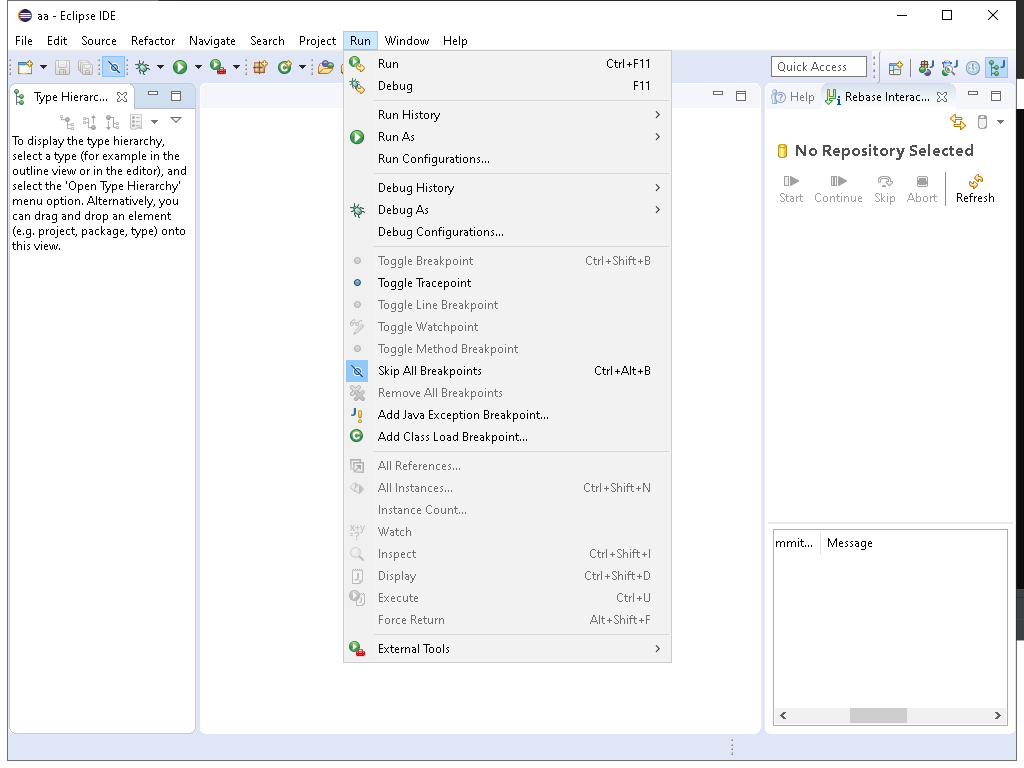 aa - Eclipse IDE
File Edit Source Refactor Navigate Search Project Run Window Help
Quick Access
Type Hierarc...
To display the type hierarchy,
select a type (for example in the
outline view or in the editor), and
select the 'Open Type Hierarchy'
menu option. Alternatively, you
can drag and drop an element
(e.g. project, package, type) onto
this view.
Run Ctrl+F11
Debug F11
Run History
Run As
Run Configurations...
Debug History
Debug As
Debug Configurations...
Toggle Breakpoint Ctrl+Shift+B
Toggle Tracepoint
Toggle Line Breakpoint
Toggle Watchpoint
Toggle Method Breakpoint
Skip All Breakpoints Ctrl+Alt+B
Remove All Breakpoints
Add Java Exception Breakpoint...
Add Class Load Breakpoint...
All References...
All Instances... Ctrl+Shift+N
Instance Count...
Watch
Inspect Ctrl+Shift+I
Display Ctrl+Shift+D
Execute Ctrl+U
Force Return Alt+Shift+F
External Tools
Help Rebase Interac...
No Repository Selected
Start Continue Skip Abort Refresh
mmit... Message